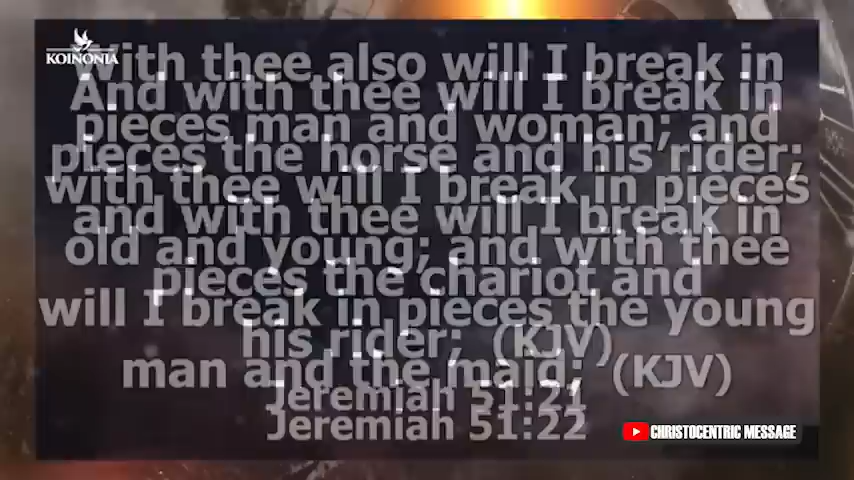 KOINONIA
With thee also will I break in
And with thee will I break in
pieces man and woman; and
pieces the horse and his rider;
with thee will I break in pieces
and with thee will I break in
old and young; and with thee
pieces the chariot and
will I break in pieces the young
his rider; (KJV)
man and the maid; (KJV)
Jeremiah 51:21
Jeremiah 51:22
CHRISTOCENTRIC MESSAGE